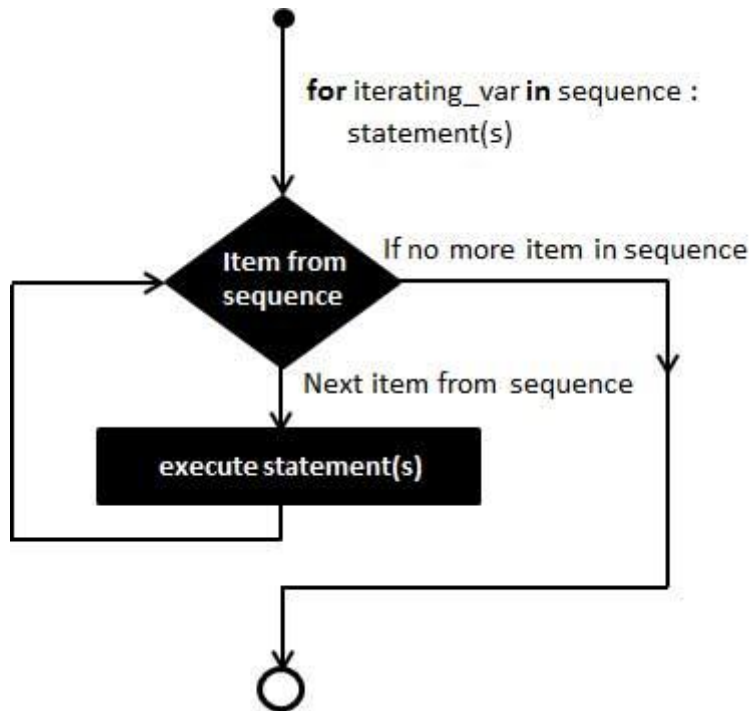 for iterating_var in sequence :
statement(s)
If no more item in sequence
Item from
sequence
Next item from sequence
execute statement(s)